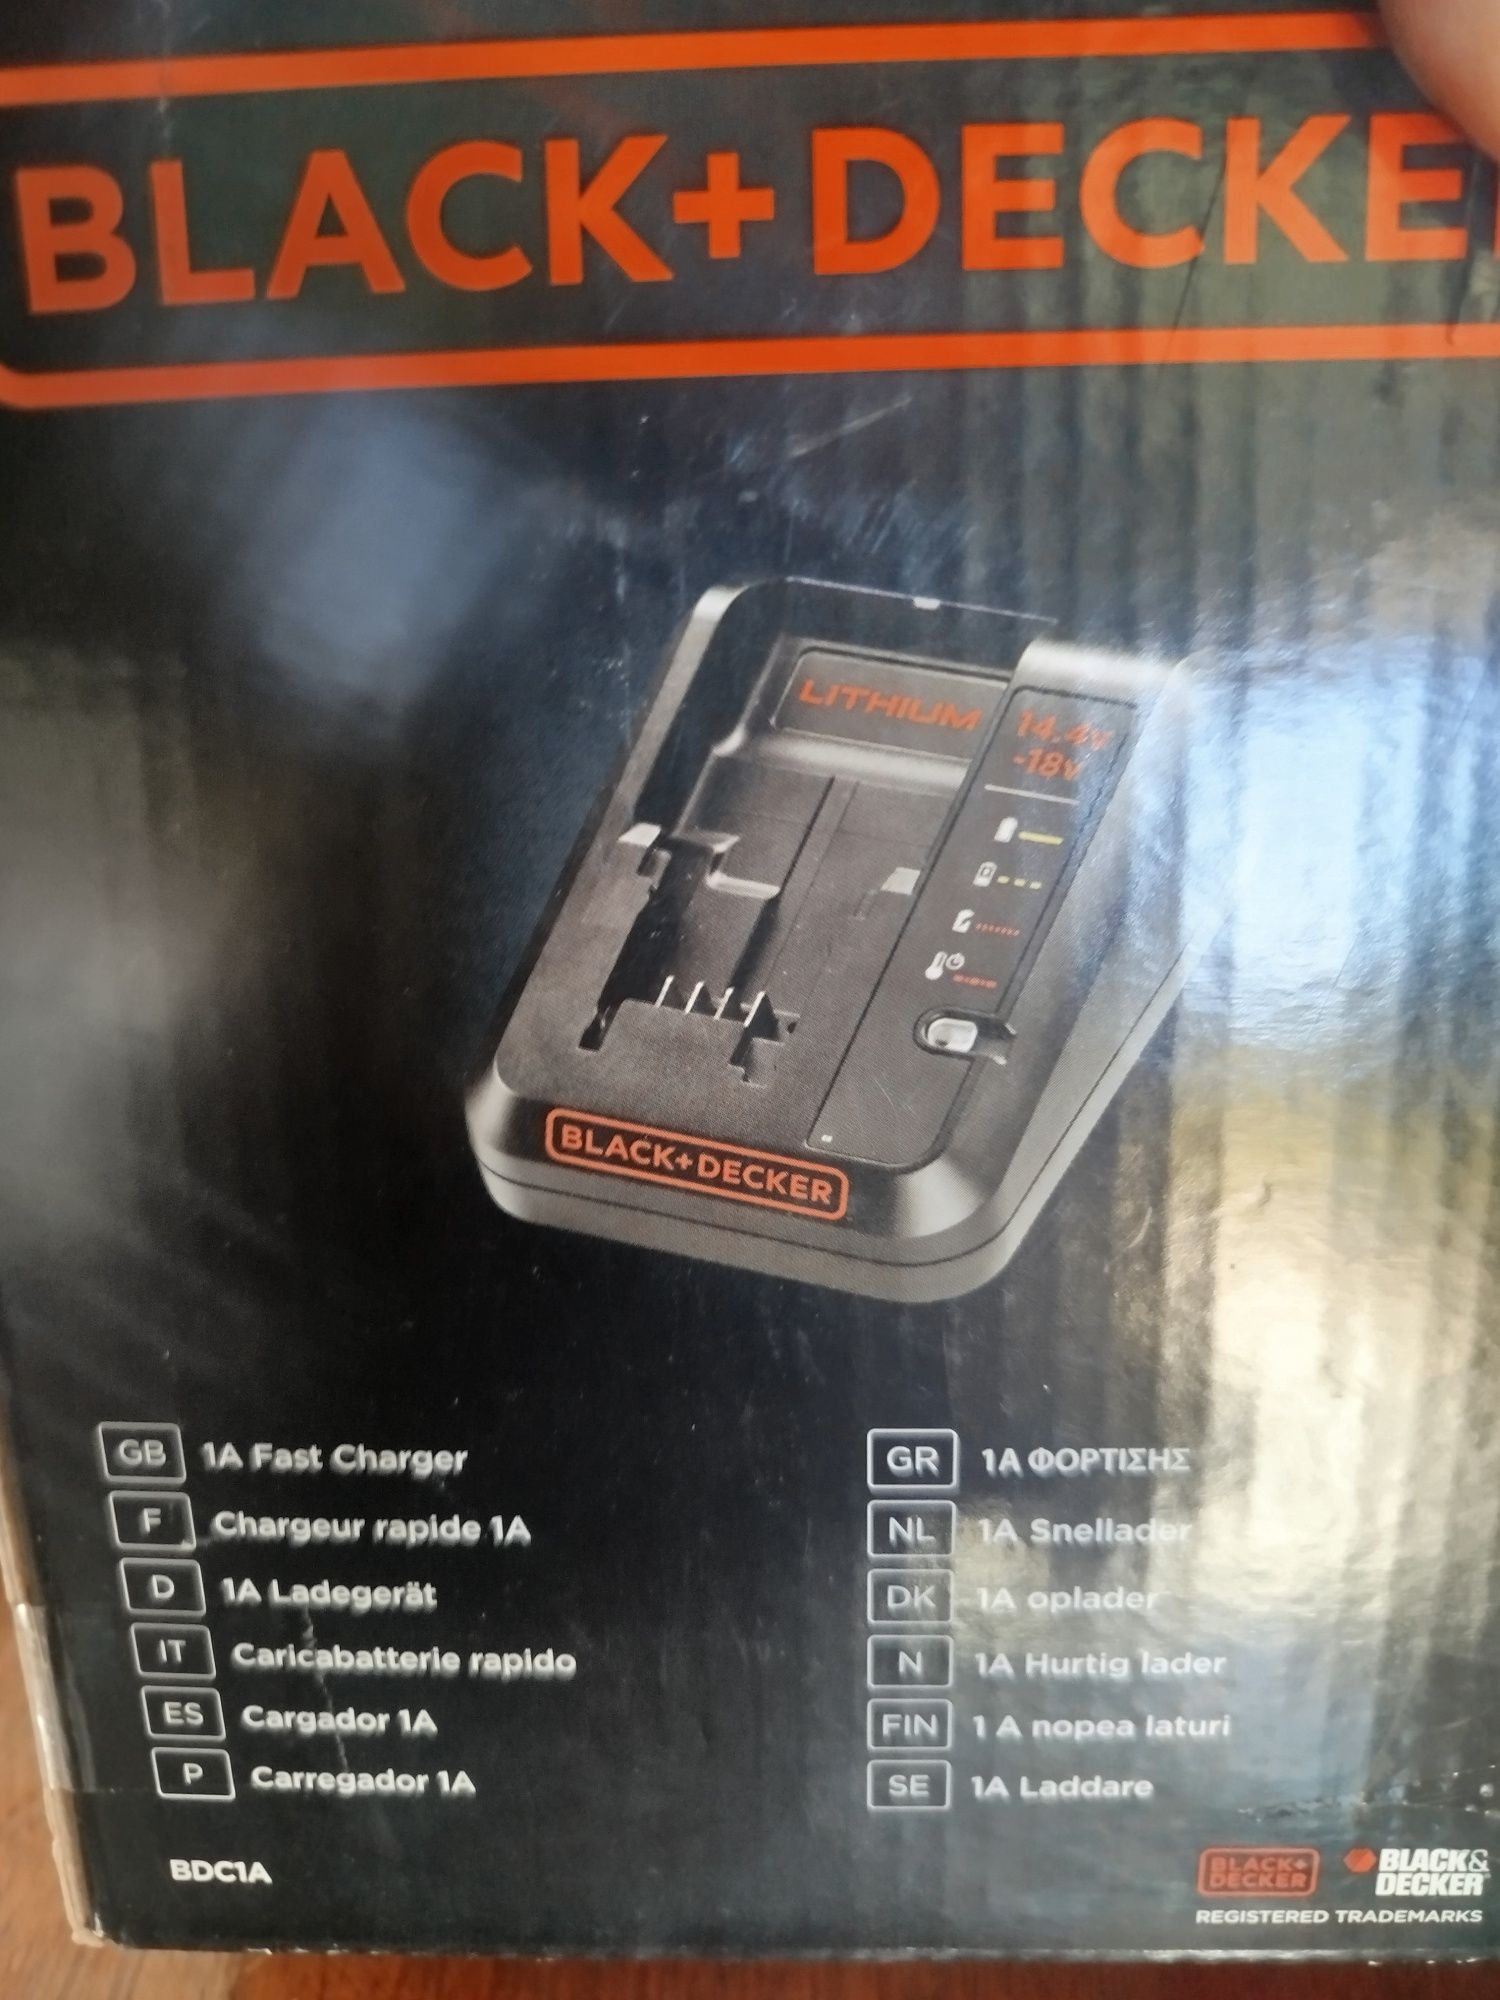 BLACK+DECKE
LITHIUM
14.4V
-18V
BLACK+DECKER
GB 1A Fast Charger
F Chargeur rapide 1A
D 1A Ladegerät
IT Caricabatterie rapido
ES Cargador 1A
P Carregador 1A
GR 1A ΦΟΡΤΙΣΗΣ
NL 1A Snellader
DK 1A oplader
N 1A Hurtig lader
FIN 1 A nopea laturi
SE 1A Laddare
BDC1A
BLACK+
DECKER
BLACK&
DECKER
REGISTERED TRADEMARKS